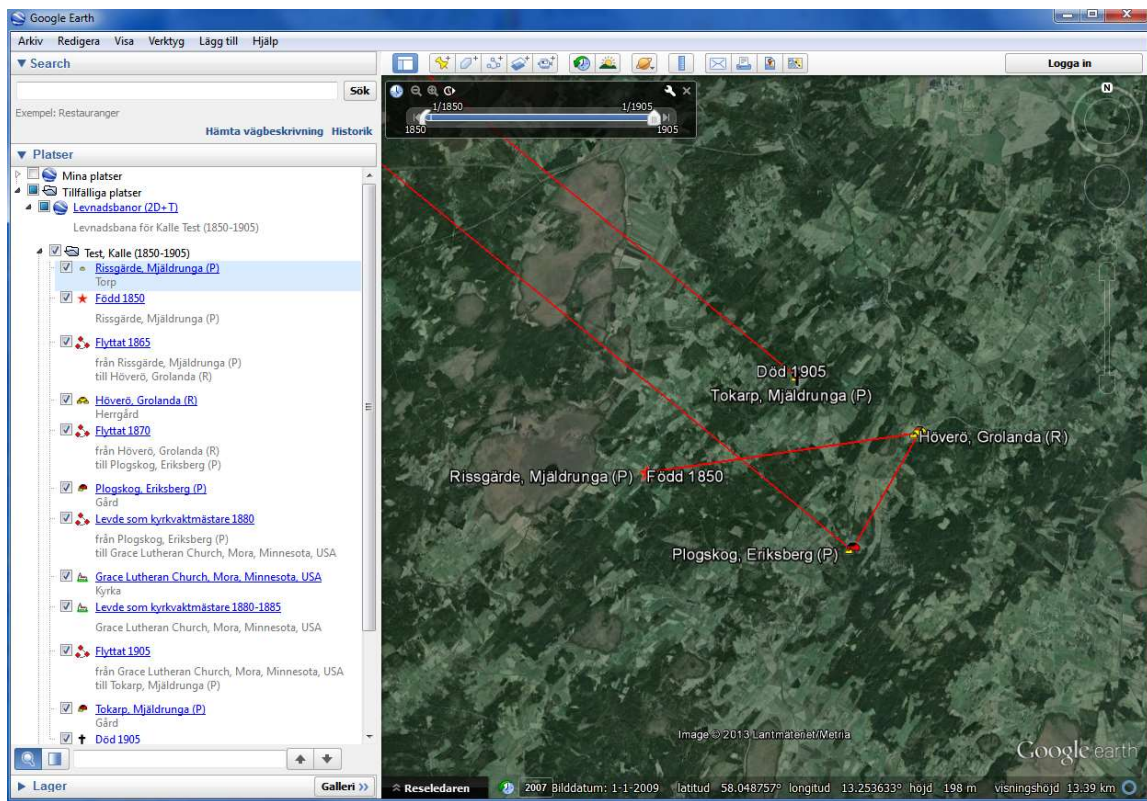 Google Earth
Arkiv Redigera Visa Verktyg Lägg till Hjälp
▼ Search
Sök
Exempel: Restauranger
Hämta vägbeskrivning Historik
▼ Platser
Mina platser
Tillfälliga platser
Levnadsbanor (2D+T)
Levnadsbana för Kalle Test (1850-1905)
Test, Kalle (1850-1905)
Rissgärde, Mjäldrunga (P)
Torp
Född 1850
Rissgärde, Mjäldrunga (P)
Flyttat 1865
från Rissgärde, Mjäldrunga (P)
till Höverö, Grolanda (R)
Höverö, Grolanda (R)
Herrgård
Flyttat 1870
från Höverö, Grolanda (R)
till Plogskog, Eriksberg (P)
Plogskog, Eriksberg (P)
Gård
Levde som kyrkvaktmästare 1880
från Plogskog, Eriksberg (P)
till Grace Lutheran Church, Mora, Minnesota, USA
Grace Lutheran Church, Mora, Minnesota, USA
Kyrka
Levde som kyrkvaktmästare 1880-1885
Grace Lutheran Church, Mora, Minnesota, USA
Flyttat 1905
från Grace Lutheran Church, Mora, Minnesota, USA
till Tokarp, Mjäldrunga (P)
Tokarp, Mjäldrunga (P)
Gård
Död 1905
▶ Lager
Galleri »
Logga in
1/1850 1/1905
1850 1905
N
Död 1905
Tokarp, Mjäldrunga (P)
Höverö, Grolanda (R)
Rissgärde, Mjäldrunga (P) Född 1850
Plogskog, Eriksberg (P)
Image © 2013 Lantmäteriet/Metria
Google earth
Reseledaren 2007 Bilddatum: 1-1-2009 latitud 58.048757° longitud 13.253633° höjd 198 m visningshöjd 13.39 km